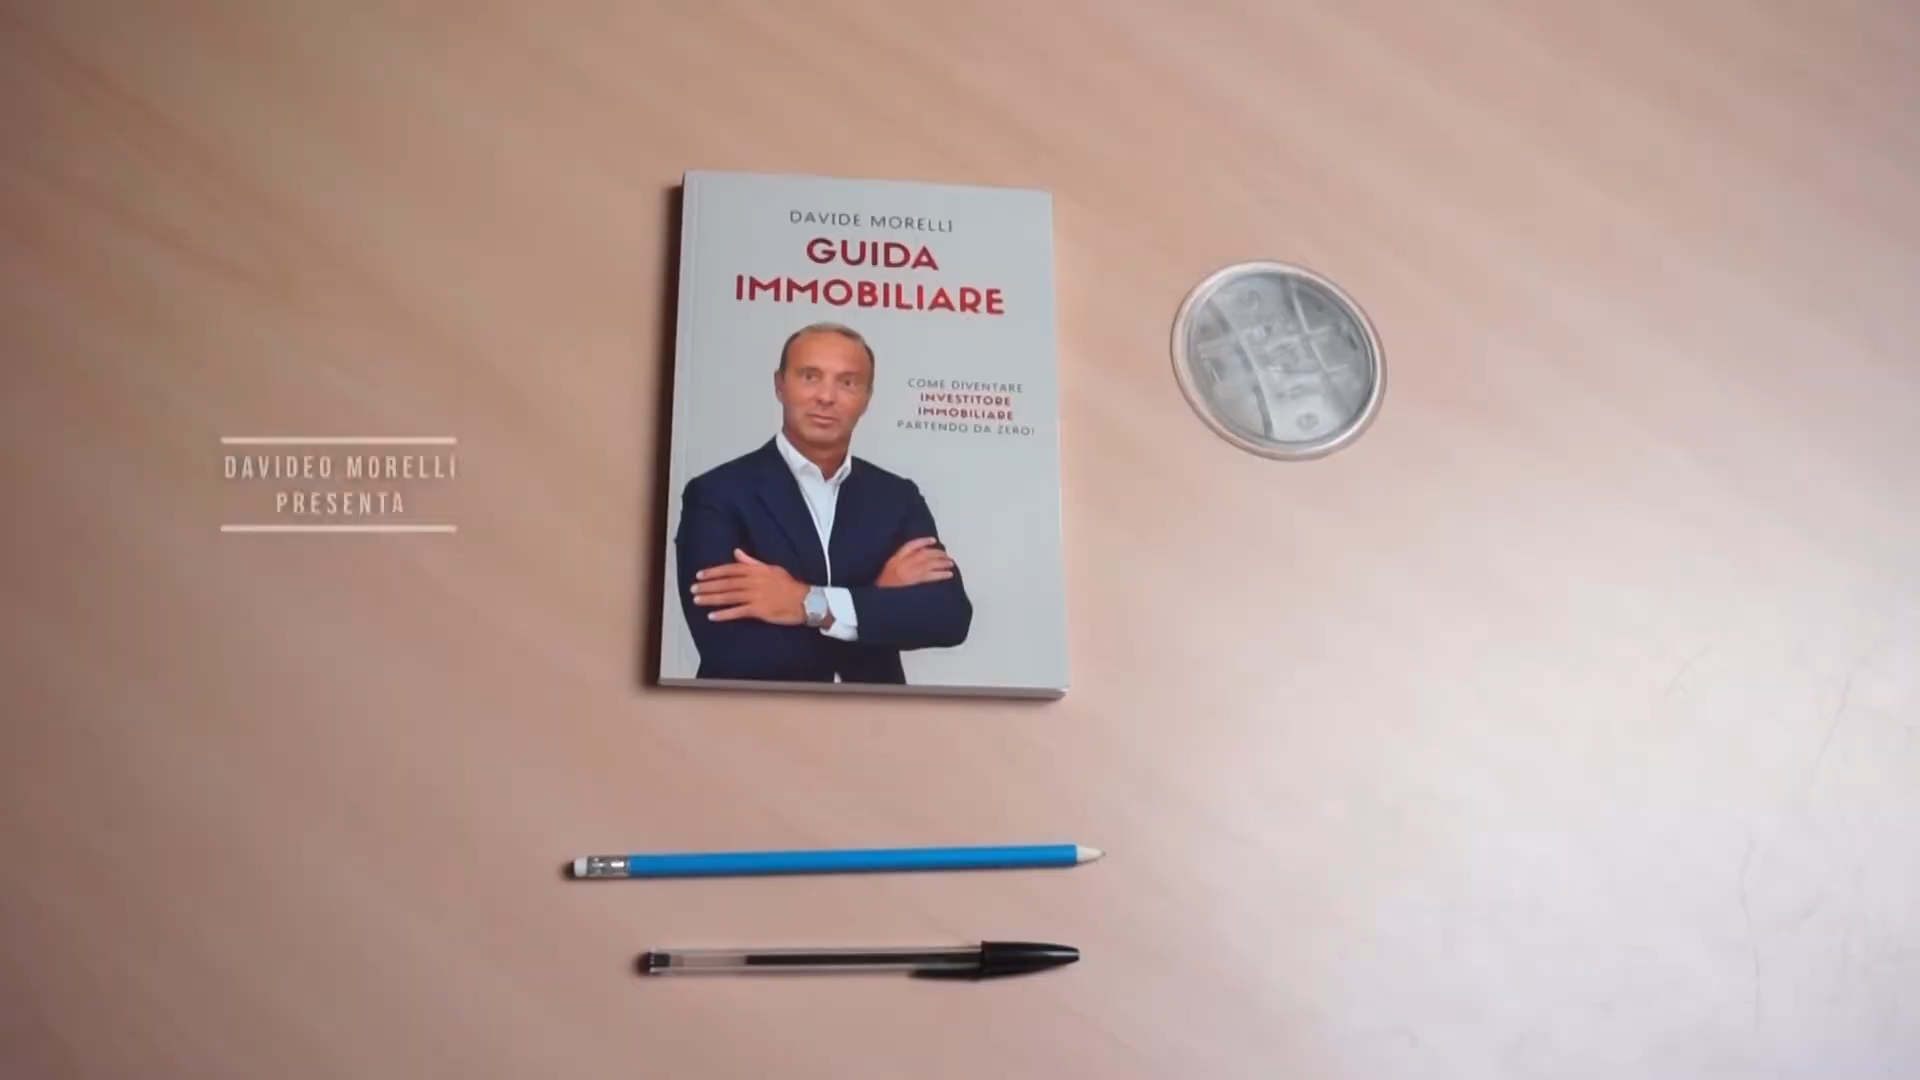 DAVIDEO MORELLI
PRESENTA
DAVIDE MORELLI
GUIDA
IMMOBILIARE
COME DIVENTARE
INVESTITORE
IMMOBILIARE
PARTENDO DA ZERO!